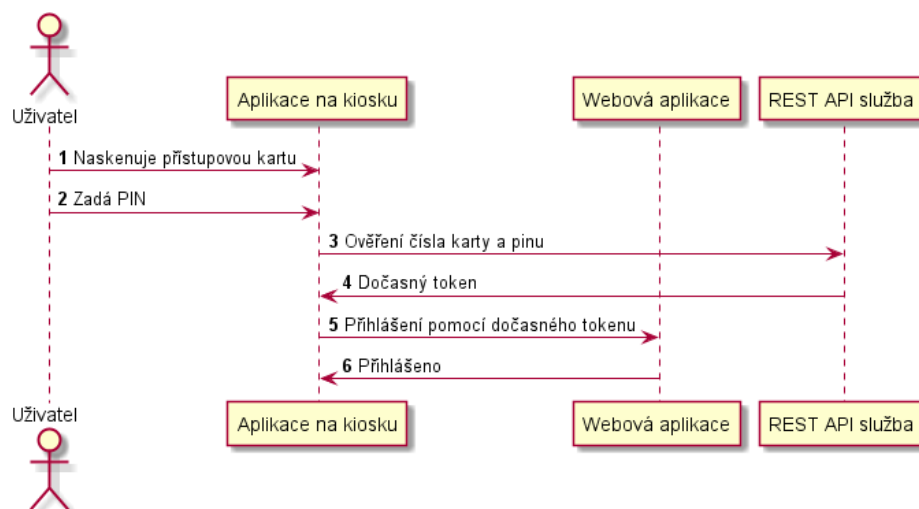 Uživatel
Aplikace na kiosku
Webová aplikace
REST API služba
1 Naskenuje přístupovou kartu
2 Zadá PIN
3 Ověření čísla karty a pinu
4 Dočasný token
5 Přihlášení pomocí dočasného tokenu
6 Přihlášeno
Uživatel
Aplikace na kiosku
Webová aplikace
REST API služba